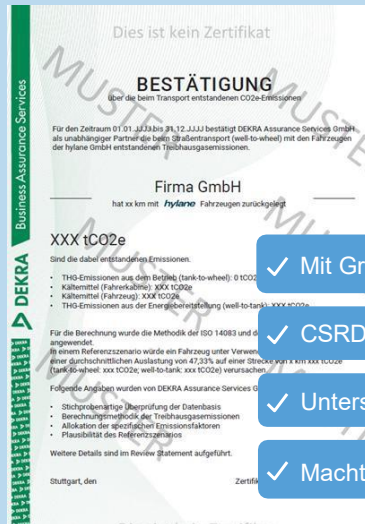 Dies ist kein Zertifikat
Business Assurance Services
DEKRA
MUSTER
MUSTER
BESTÄTIGUNG
über die beim Transport entstandenen CO2e-Emissionen
Für den Zeitraum 01.01.JJJJ bis 31.12.JJJJ bestätigt DEKRA Assurance Services GmbH
als unabhängiger Partner die beim Straßentransport (well-to-wheel) mit den Fahrzeugen
der hylane GmbH entstandenen Treibhausgasemissionen.
Firma GmbH
hat xx km mit hylane Fahrzeugen zurückgelegt
MUSTER
MUSTER
XXX tCO2e
Sind die dabei entstandenen Emissionen.
• THG-Emissionen aus dem Betrieb (tank-to-wheel): 0 tCO2
• Kältemittel (Fahrerkabine): XXX tCO2e
• Kältemittel (Fahrzeug): XXX tCO2e
• THG-Emissionen aus der Energiebereitstellung (well-to-tank): XXX tCO2e
Für die Berechnung wurde die Methodik der ISO 14083 und d
angewendet.
In einem Referenzszenario würde ein Fahrzeug unter Verwen
einer durchschnittlichen Auslastung von 47,33% auf einer Strecke von x km xxx tCO2e
(tank-to-wheel: xxx tCO2e; well-to-tank: xxx tCO2e) verursachen
Folgende Angaben wurden von DEKRA Assurance Services G
• Stichprobenartige Überprüfung der Datenbasis
• Berechnungsmethodik der Treibhausgasemissionen
• Allokation der spezifischen Emissionsfaktoren
• Plausibilität des Referenzszenarios
MUSTER
Weitere Details sind im Review Statement aufgeführt.
Stuttgart, den
Zertifik
Mit Gr
CSRD
Unters
Macht